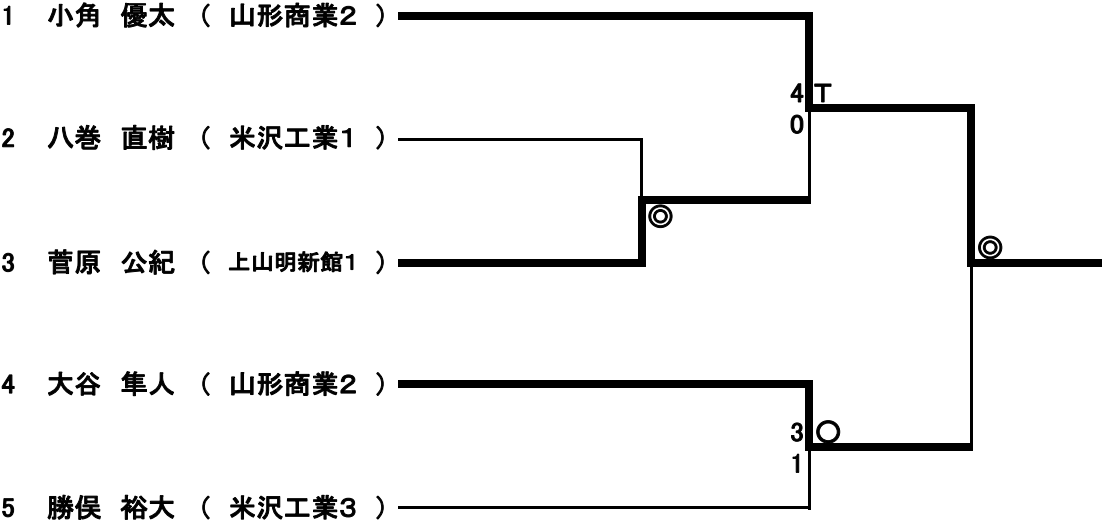 1 小角 優太 ( 山形商業2 )
4 T
0
2 八巻 直樹 ( 米沢工業1 )
◎
3 菅原 公紀 ( 上山明新館1 )
◎
4 大谷 隼人 ( 山形商業2 )
3 ○
1
5 勝俣 裕大 ( 米沢工業3 )